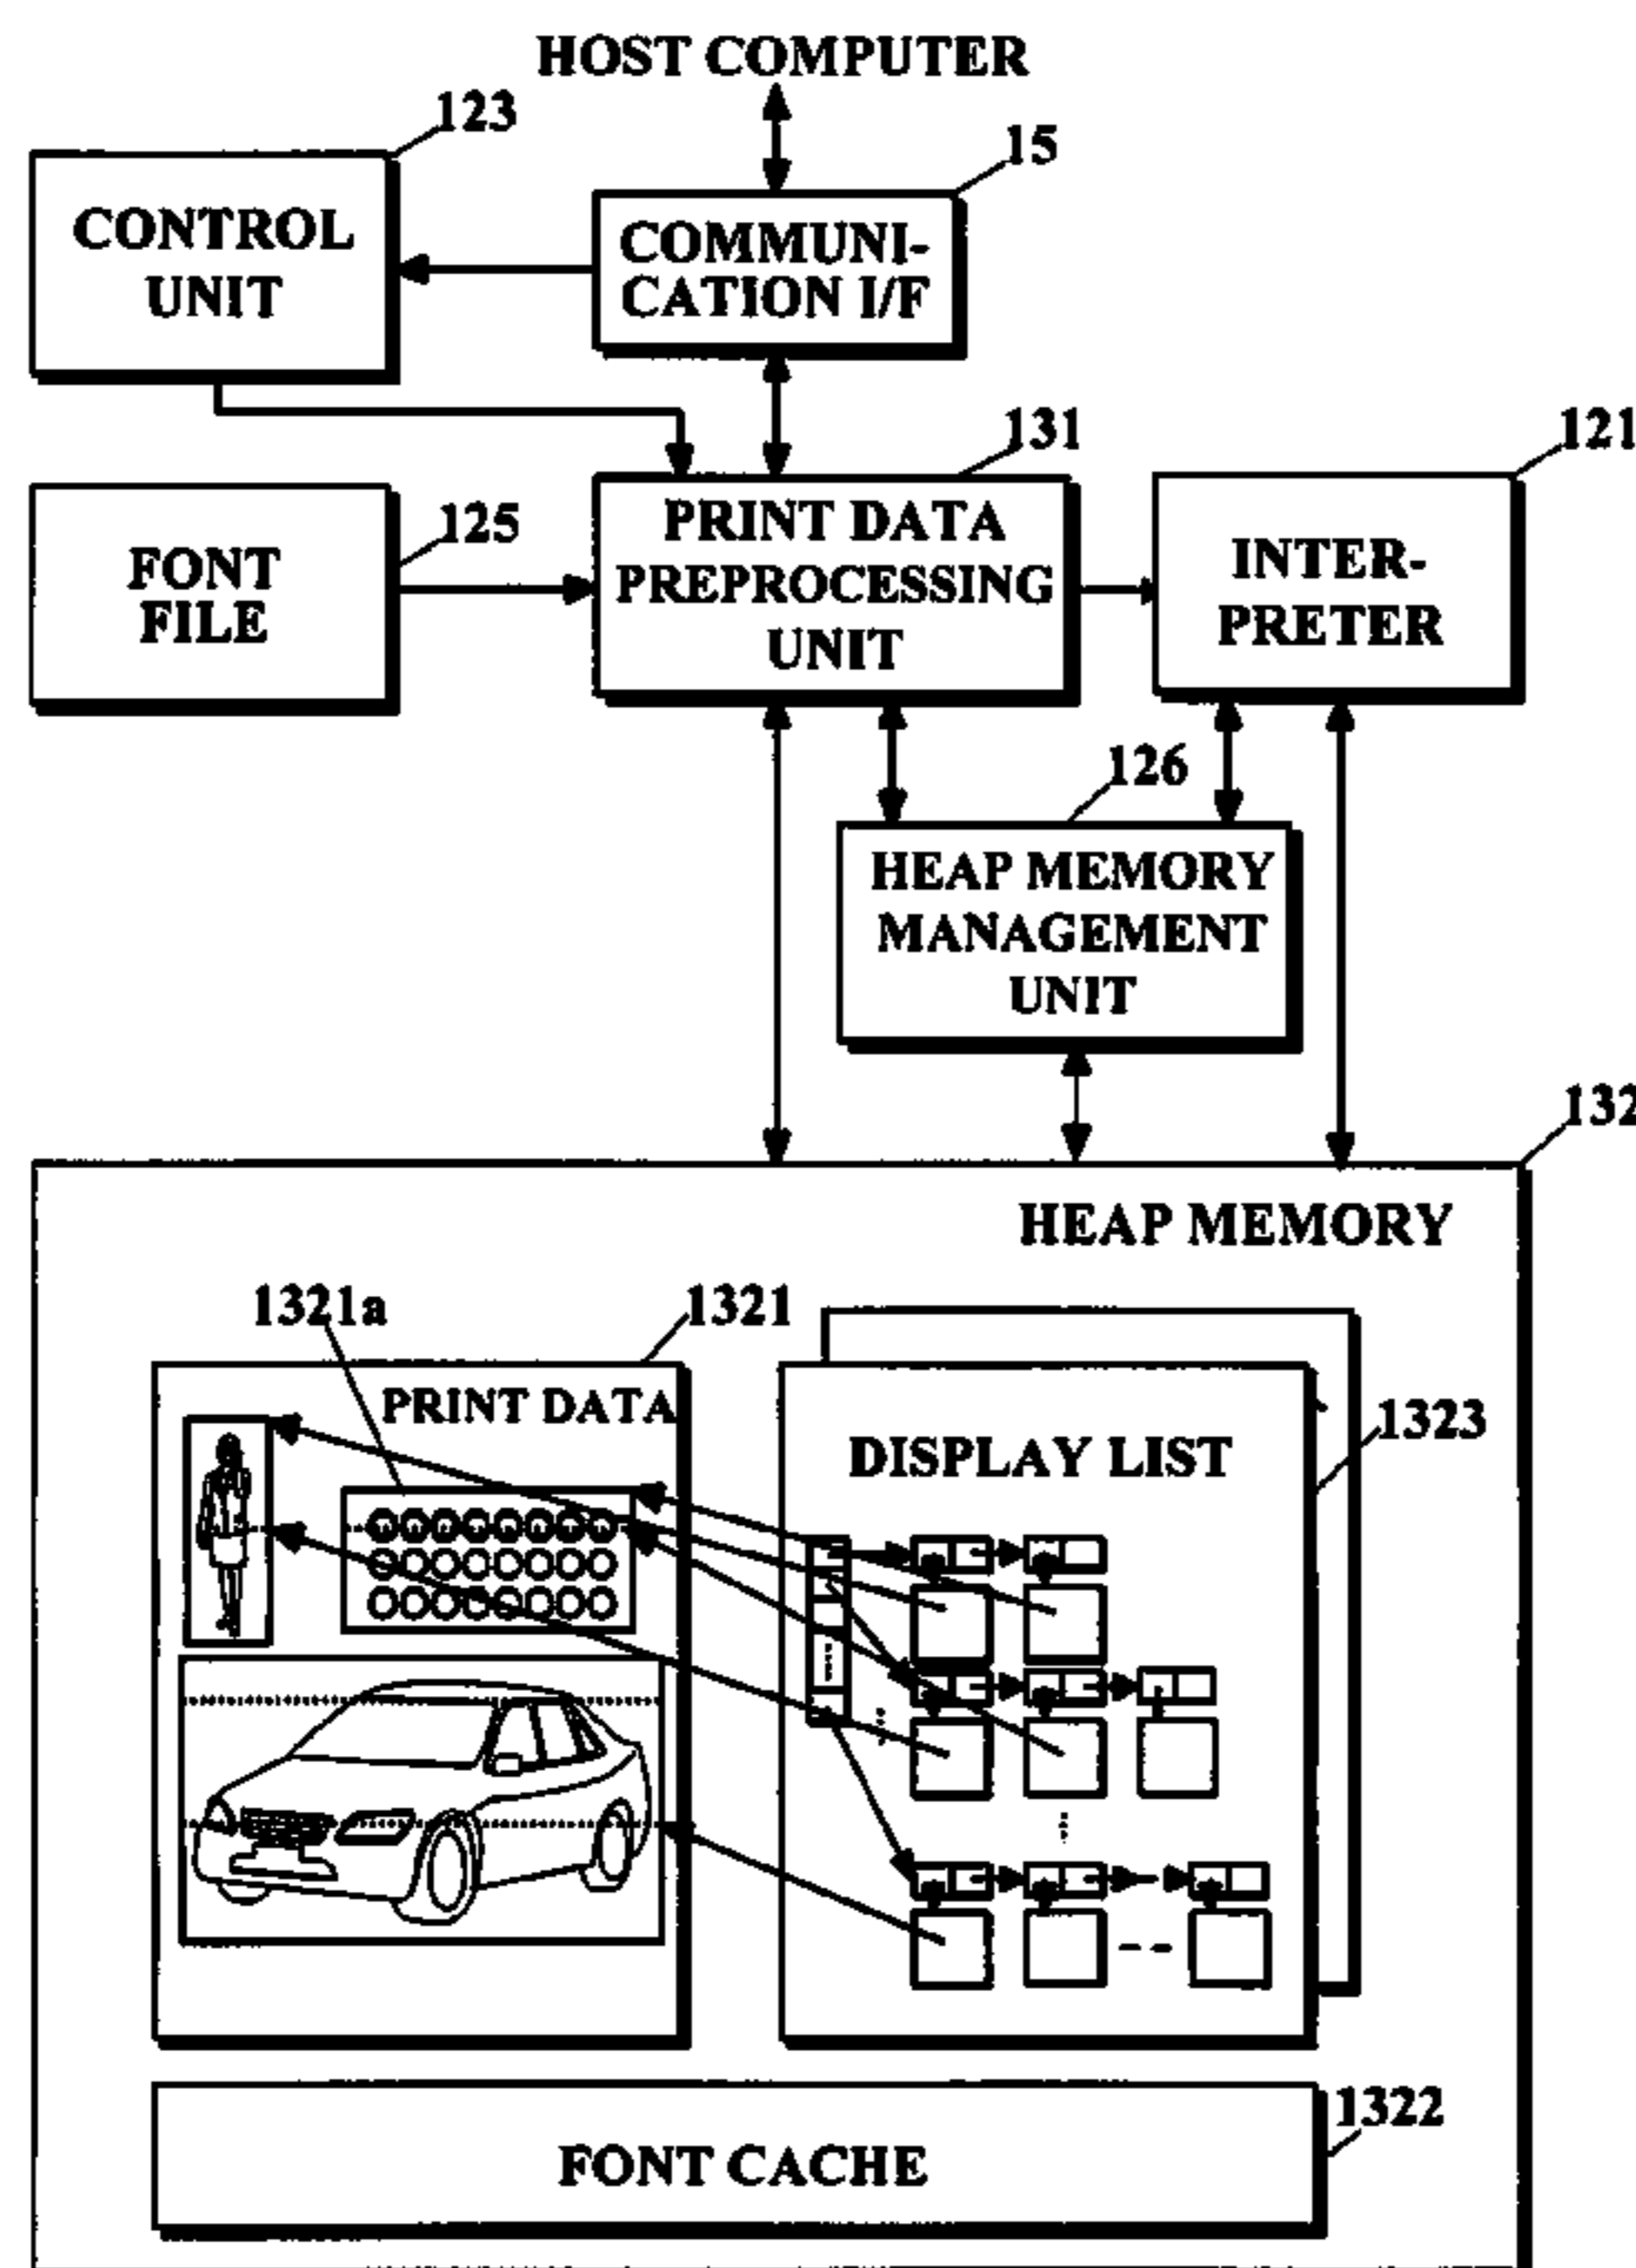 HOST COMPUTER
123
15
CONTROL
UNIT
COMMUNI-
CATION I/F
131
121
125
FONT
FILE
PRINT DATA
PREPROCESSING
UNIT
INTER-
PRETER
126
HEAP MEMORY
MANAGEMENT
UNIT
132
HEAP MEMORY
1321a
1321
PRINT DATA
1323
DISPLAY LIST
1322
FONT CACHE